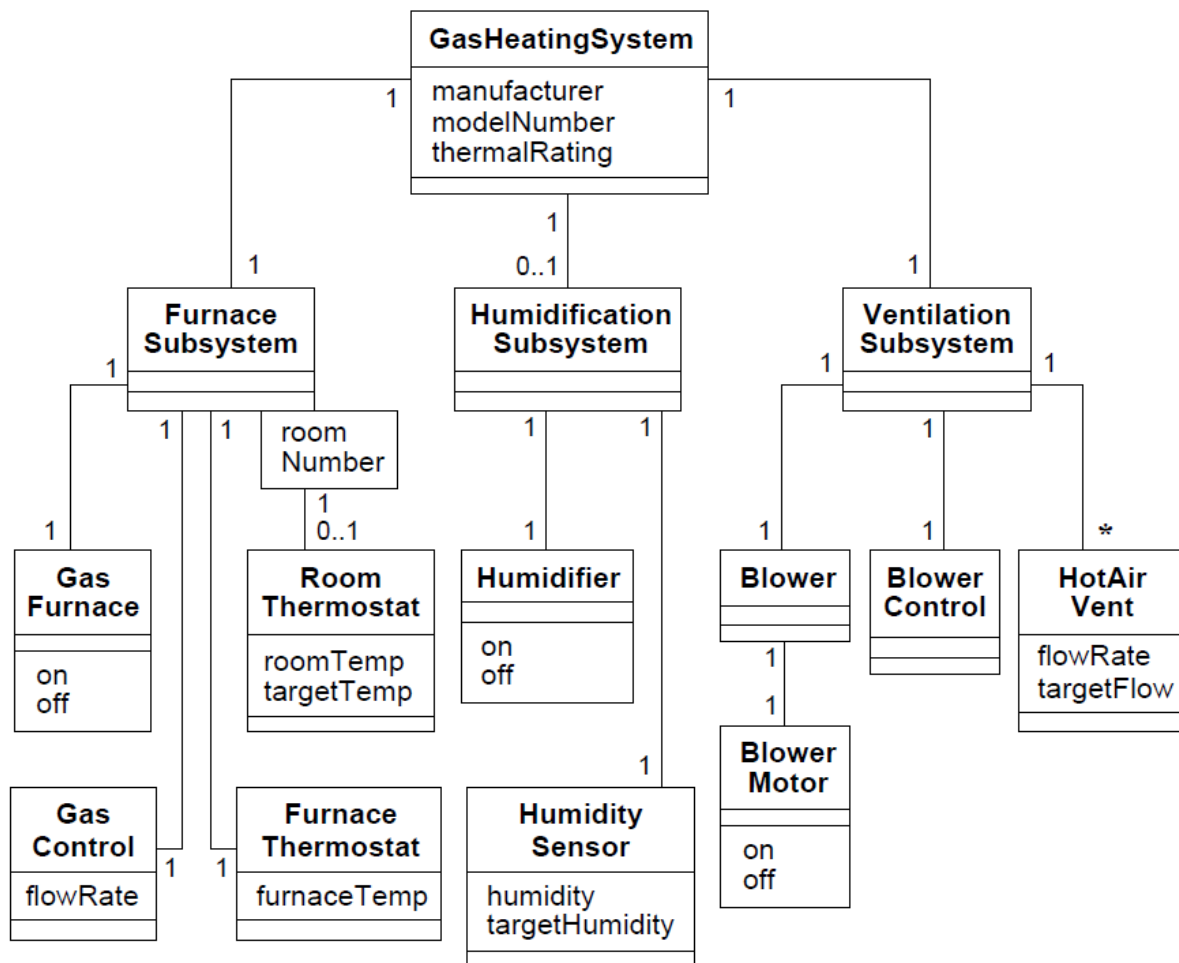 GasHeatingSystem
manufacturer
modelNumber
thermalRating
1
1
1
1
0..1
1
Furnace
Subsystem
Humidification
Subsystem
Ventilation
Subsystem
1
1
1
1
1
room
Number
1
1
1
1
0..1
1
1
1
1
*
Gas
Furnace
on
off
Room
Thermostat
roomTemp
targetTemp
Humidifier
on
off
Blower
Blower
Control
HotAir
Vent
flowRate
targetFlow
1
1
1
Gas
Control
flowRate
1
1
Furnace
Thermostat
furnaceTemp
Humidity
Sensor
humidity
targetHumidity
Blower
Motor
on
off